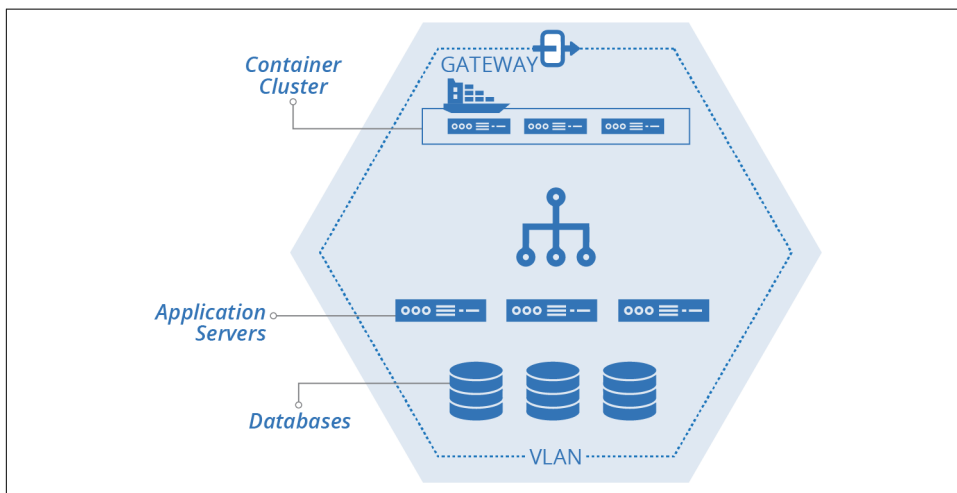 Container
Cluster
GATEWAY
Application
Servers
Databases
VLAN